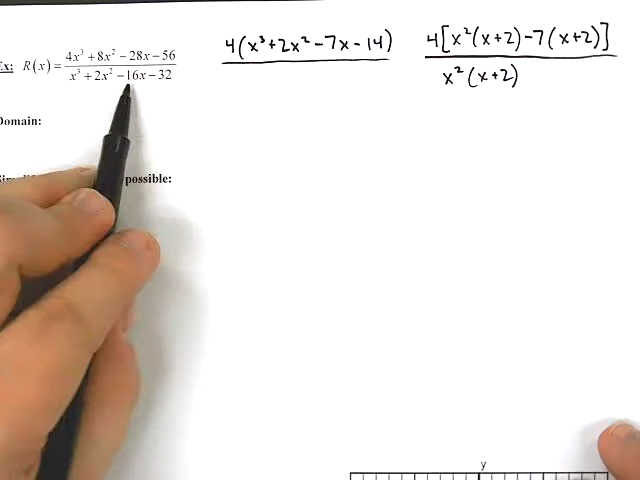 Ex: R(x) = (4x³ + 8x² − 28x − 56) / (x³ + 2x² − 16x − 32)
4(x³+2x²−7x−14)
4[x²(x+2)−7(x+2)]
x²(x+2)
Domain:
possible:
y